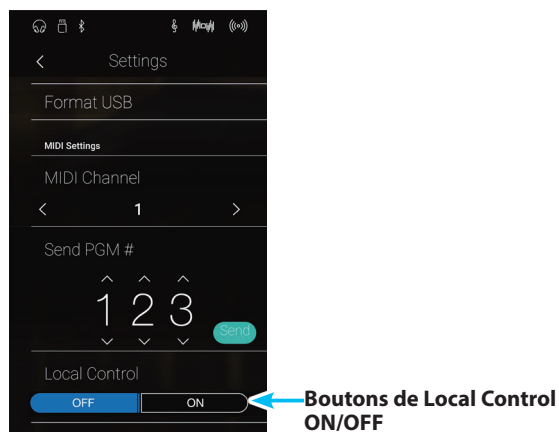 Settings
Format USB
MIDI Settings
MIDI Channel
1
Send PGM #
1 2 3
Send
Local Control
OFF ON
Boutons de Local Control
ON/OFF